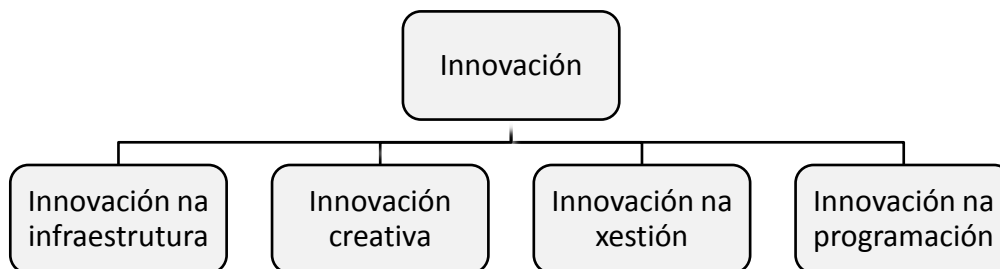 Innovación
Innovación na
infraestrutura
Innovación
creativa
Innovación na
xestión
Innovación na
programación